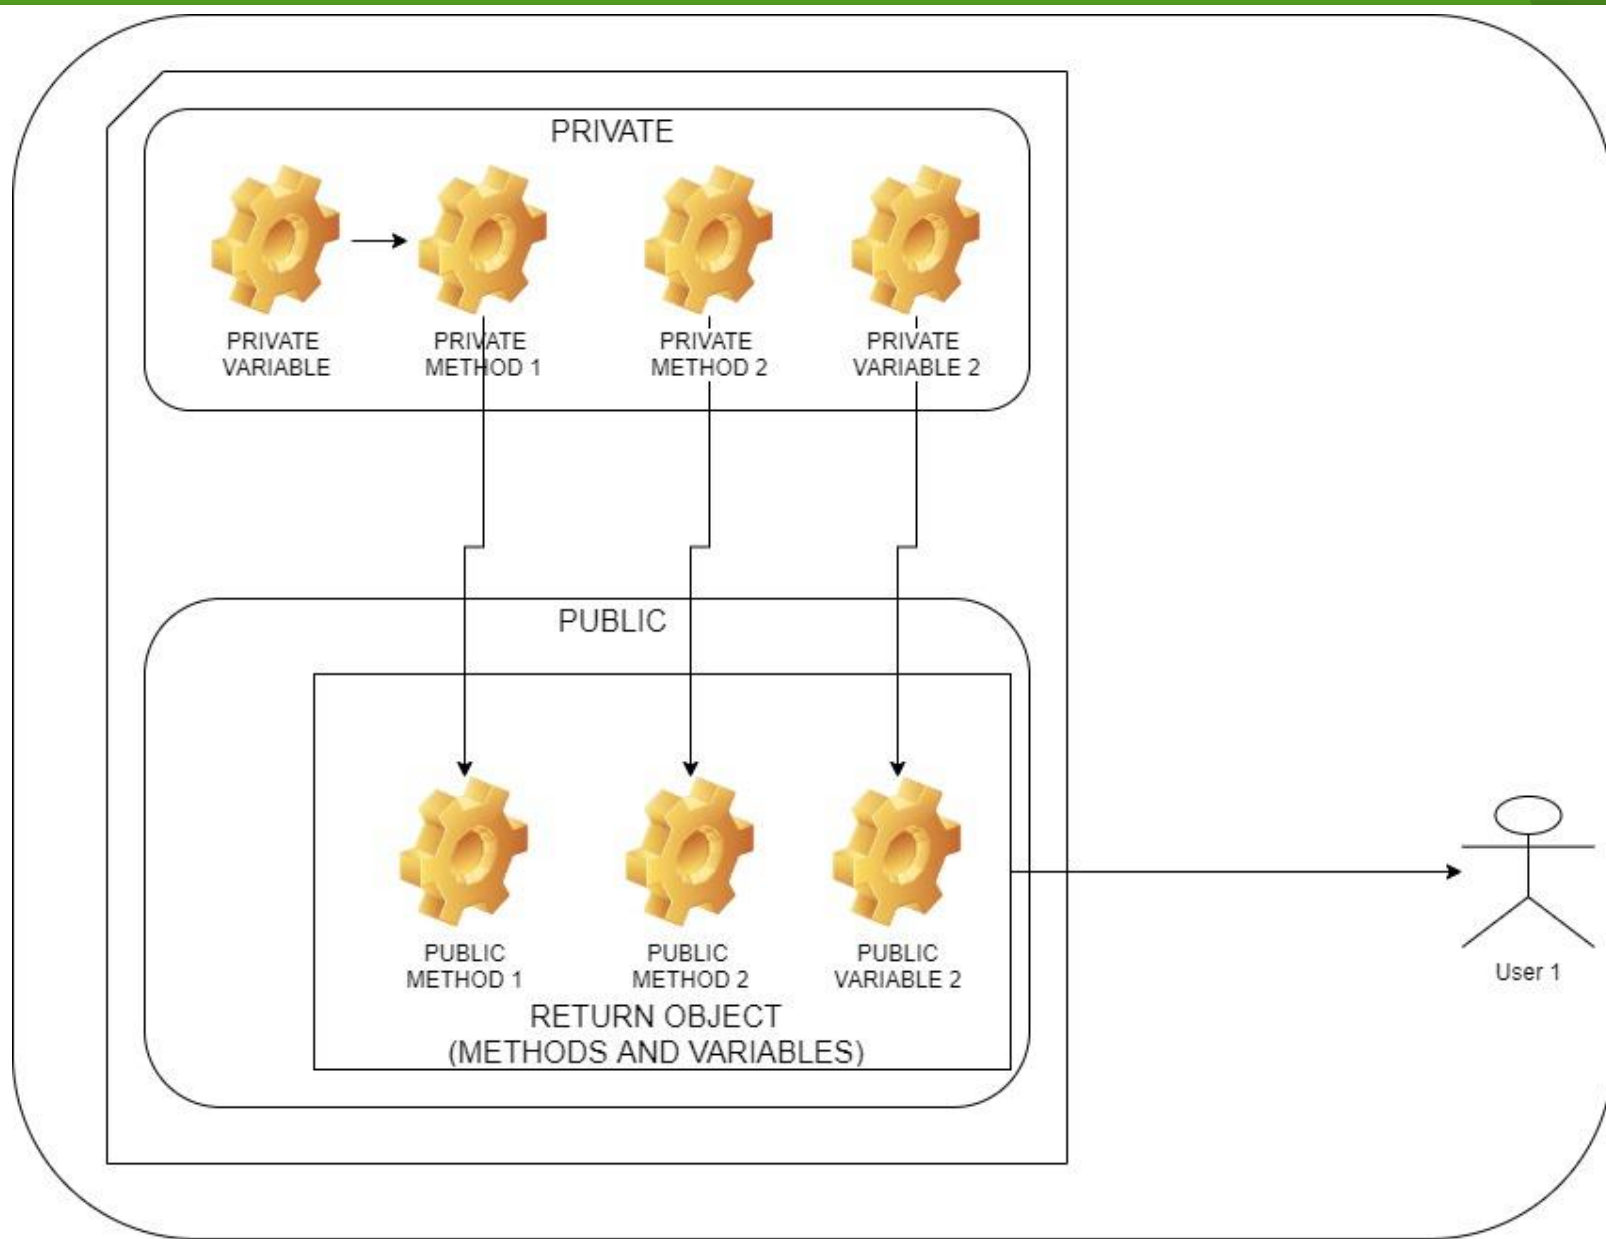 PRIVATE
PRIVATE
VARIABLE
PRIVATE
METHOD 1
PRIVATE
METHOD 2
PRIVATE
VARIABLE 2
PUBLIC
PUBLIC
METHOD 1
PUBLIC
METHOD 2
PUBLIC
VARIABLE 2
RETURN OBJECT
(METHODS AND VARIABLES)
User 1